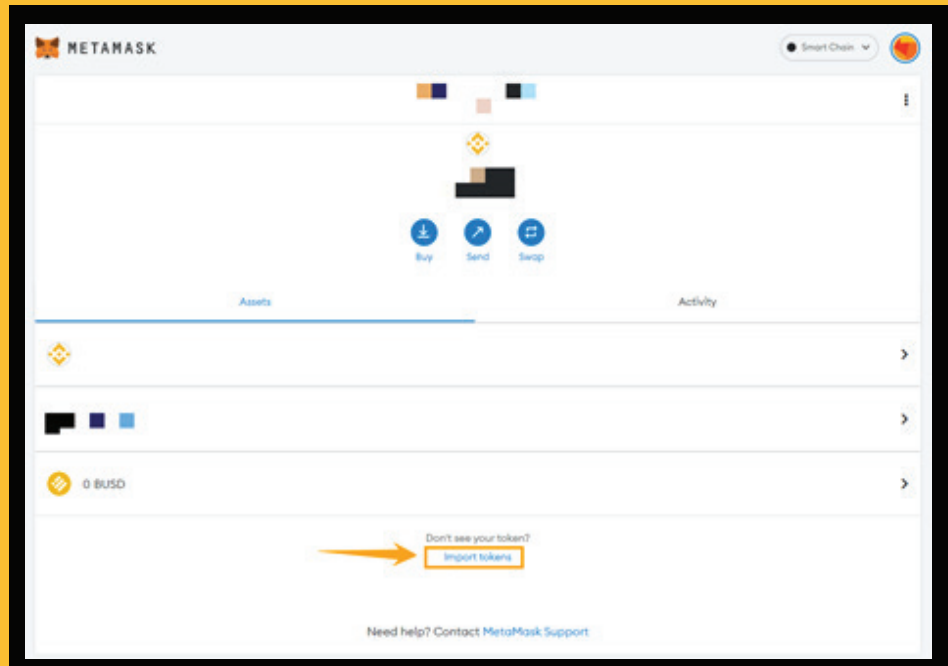 METAMASK
Smart Chain
Buy Send Swap
Assets Activity
0 BUSD
Don't see your token?
Import tokens
Need help? Contact MetaMask Support